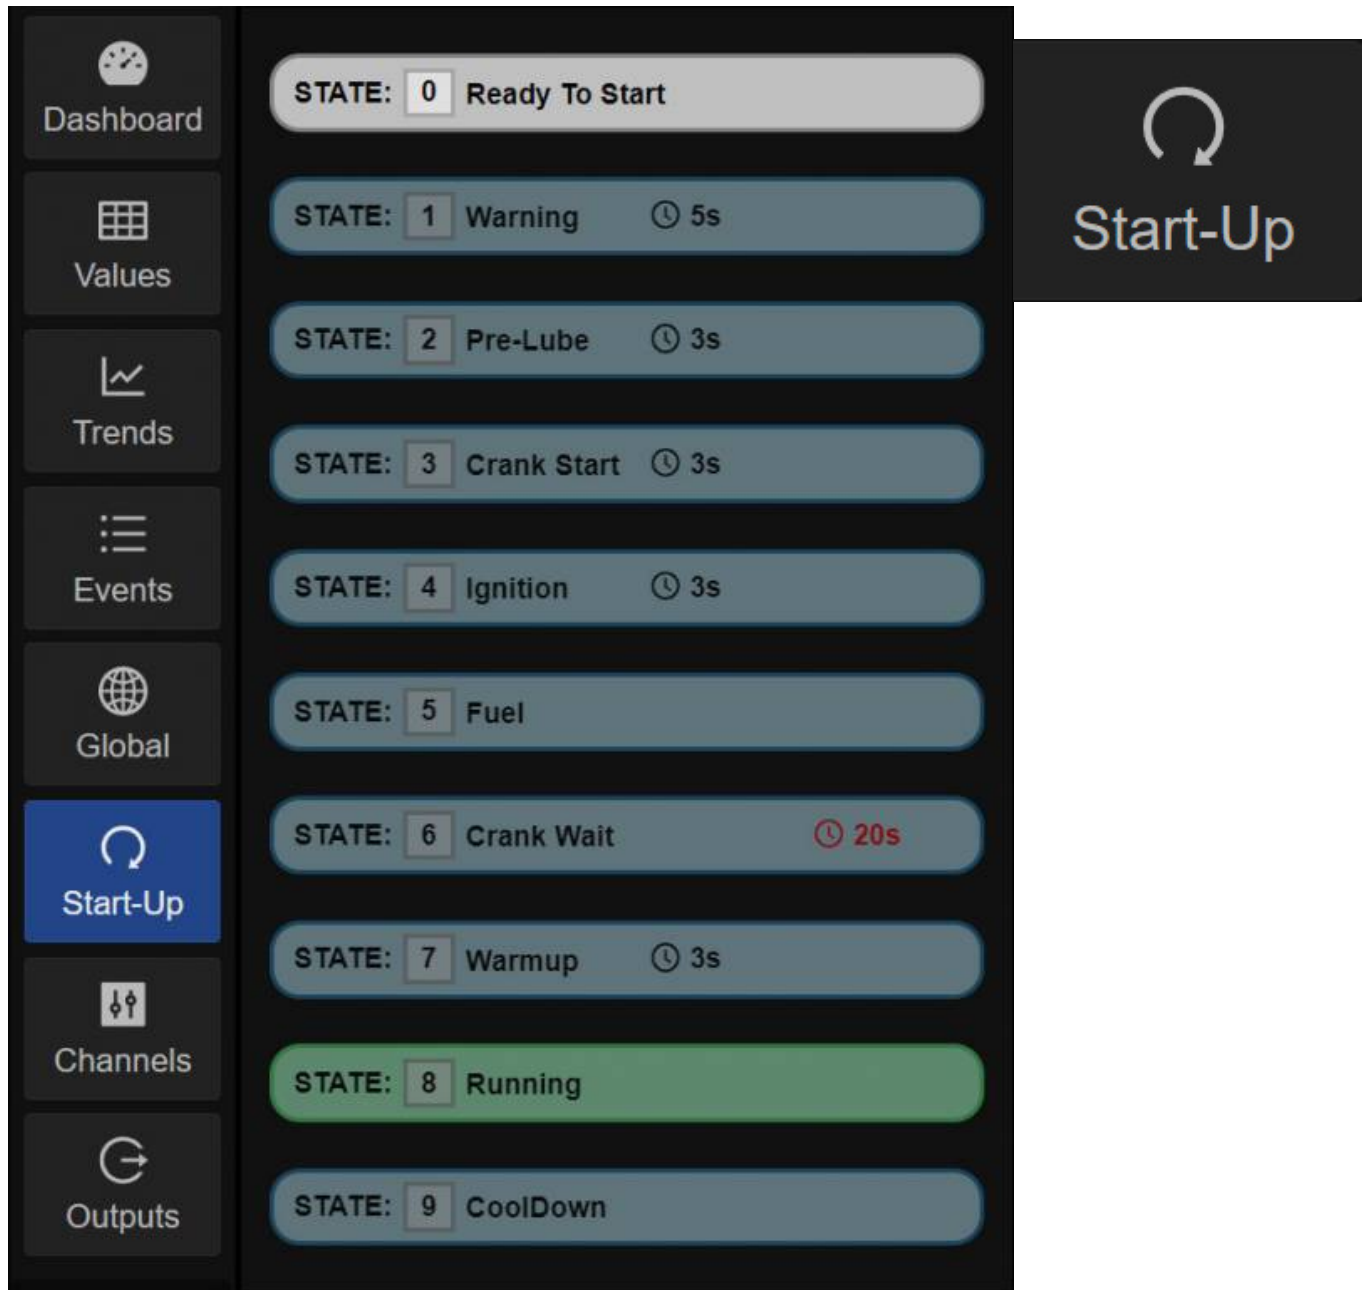 Dashboard
Values
Trends
Events
Global
Start-Up
Channels
Outputs
STATE: 0 Ready To Start
STATE: 1 Warning 5s
STATE: 2 Pre-Lube 3s
STATE: 3 Crank Start 3s
STATE: 4 Ignition 3s
STATE: 5 Fuel
STATE: 6 Crank Wait 20s
STATE: 7 Warmup 3s
STATE: 8 Running
STATE: 9 CoolDown
Start-Up